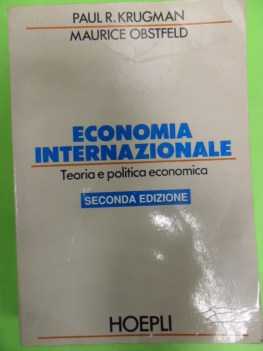 PAUL R. KRUGMAN
MAURICE OBSTFELD
ECONOMIA
INTERNAZIONALE
Teoria e politica economica
SECONDA EDIZIONE
HOEPLI